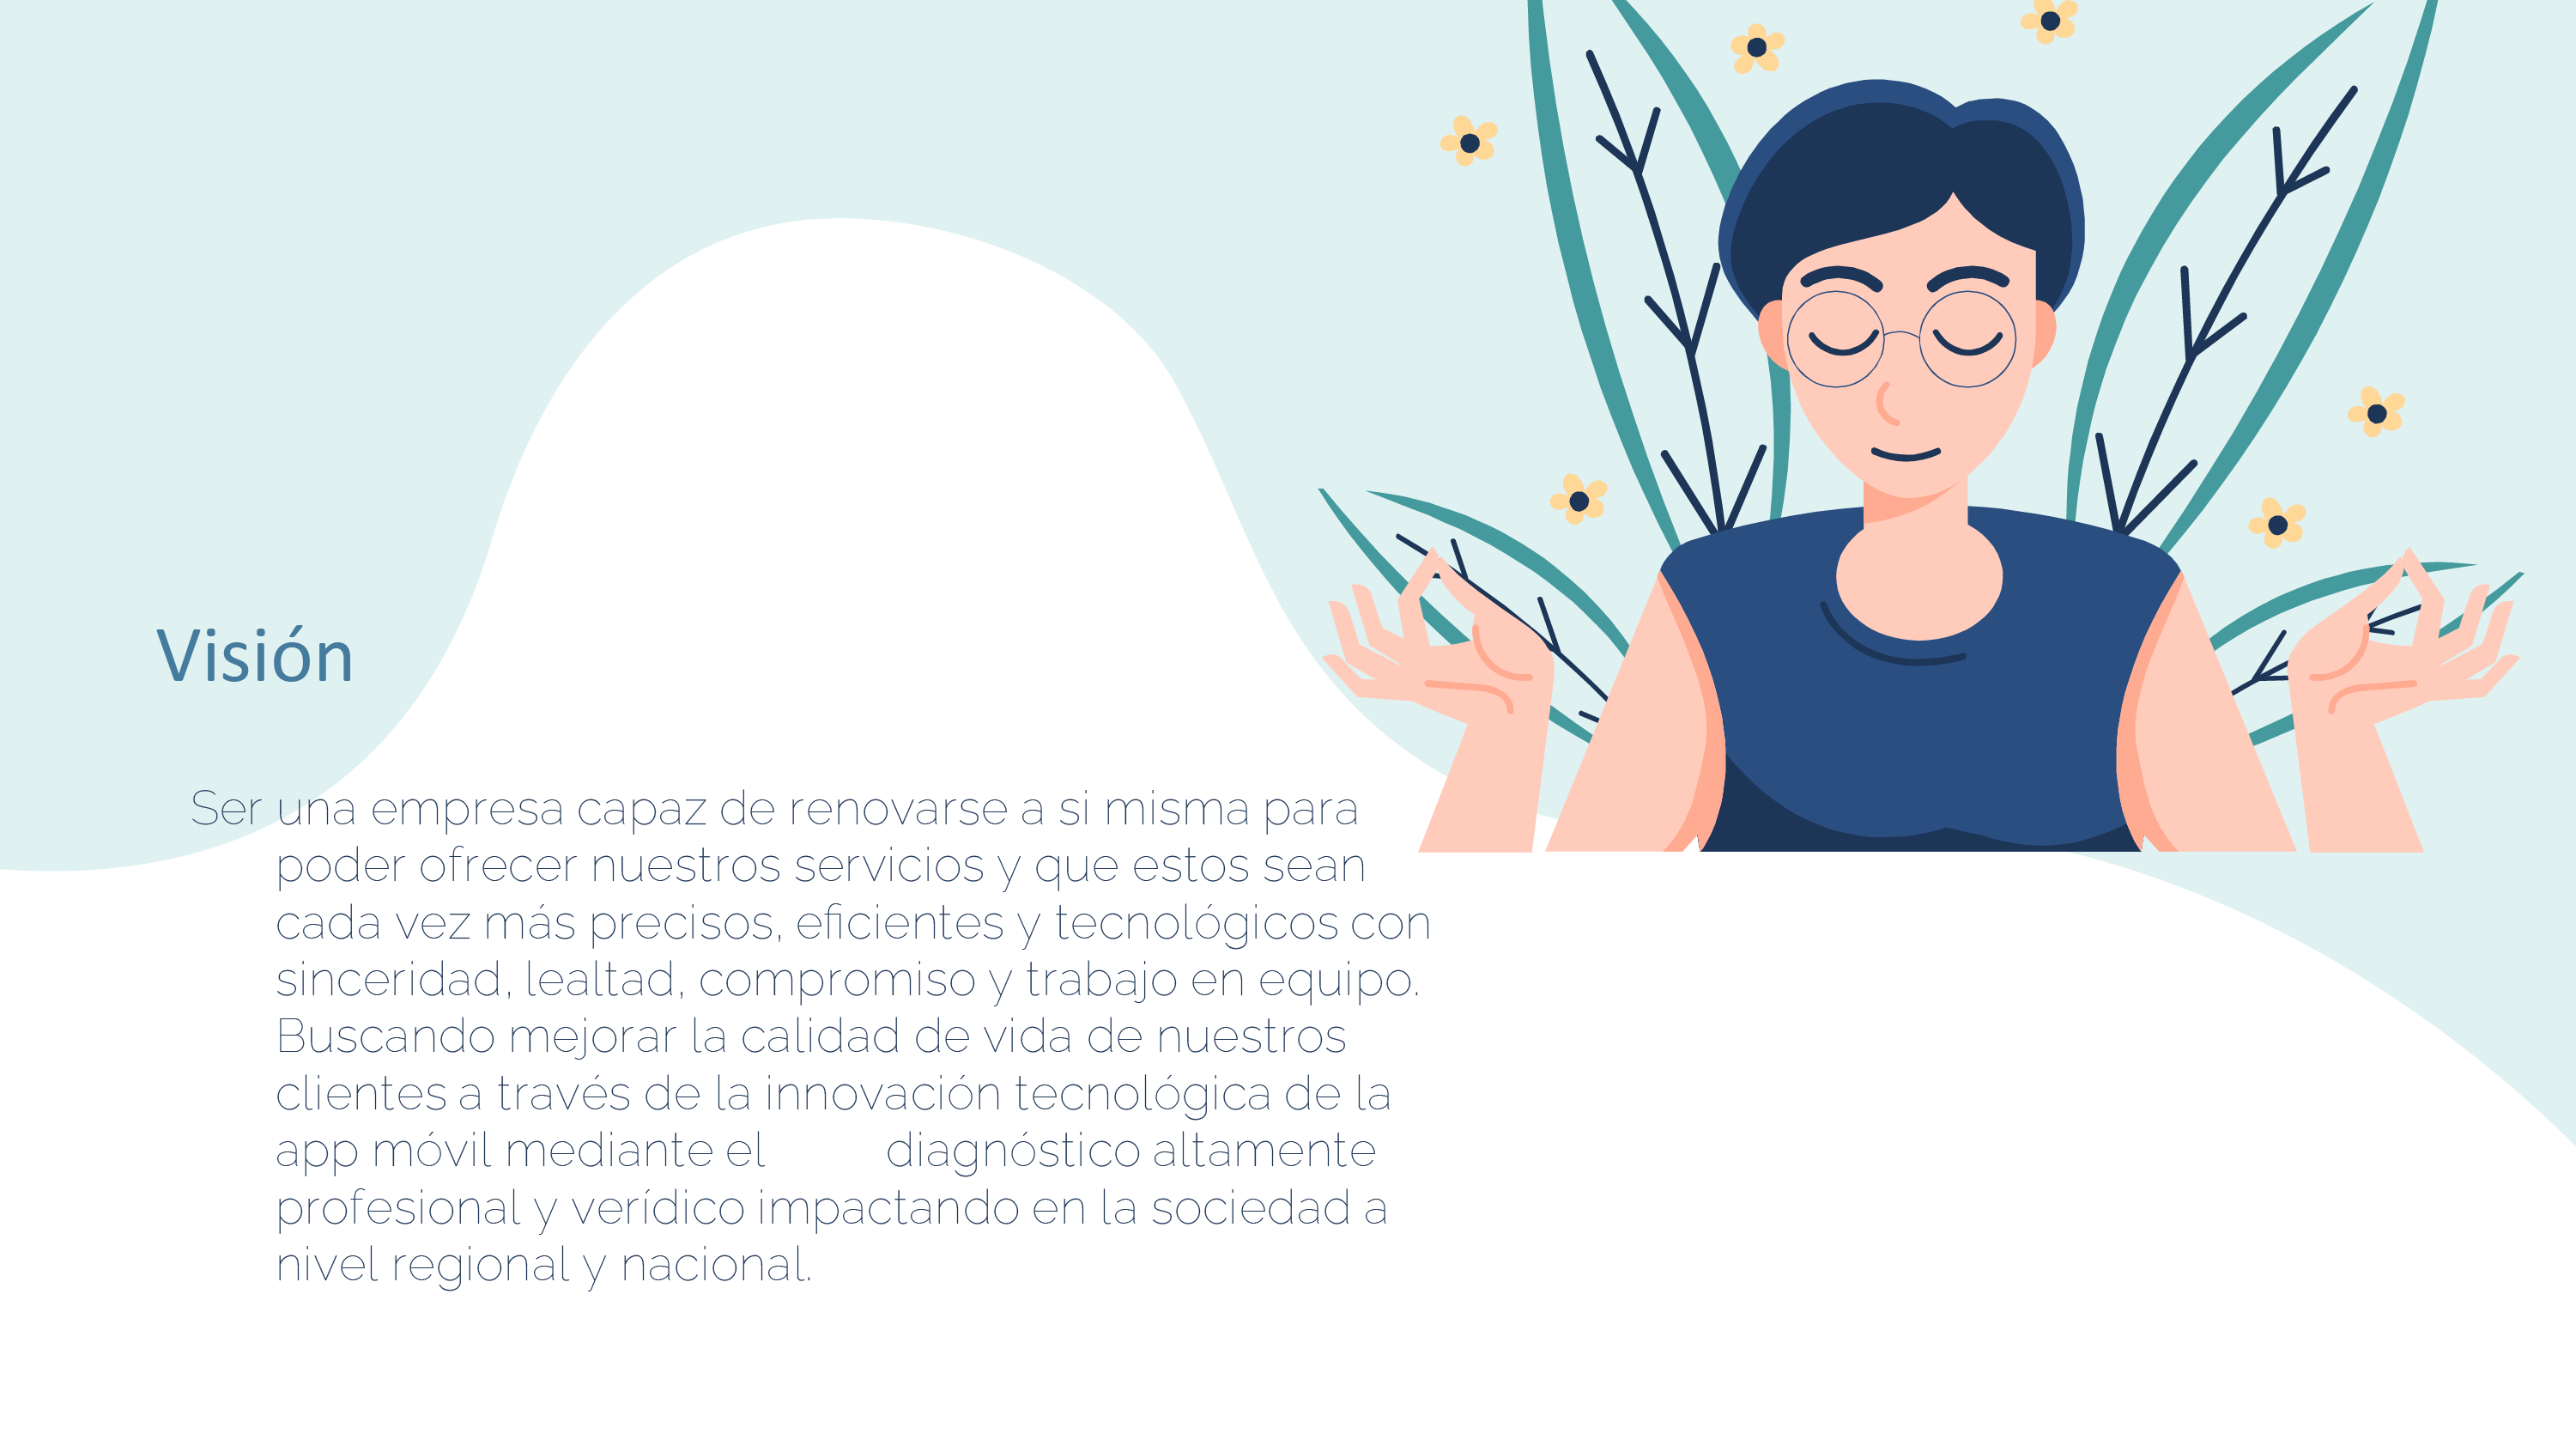 Visión
Ser una empresa capaz de renovarse a si misma para
poder ofrecer nuestros servicios y que estos sean
cada vez más precisos, eficientes y tecnológicos con
sinceridad, lealtad, compromiso y trabajo en equipo.
Buscando mejorar la calidad de vida de nuestros
clientes a través de la innovación tecnológica de la
app móvil mediante el diagnóstico altamente
profesional y verídico impactando en la sociedad a
nivel regional y nacional.